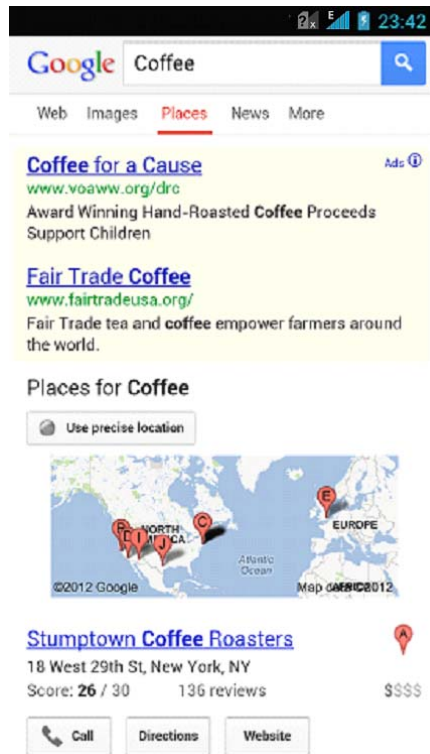 23:42
Google Coffee
Web Images Places News More
Coffee for a Cause Ads
www.voaww.org/drc
Award Winning Hand-Roasted Coffee Proceeds
Support Children
Fair Trade Coffee
www.fairtradeusa.org/
Fair Trade tea and coffee empower farmers around
the world.
Places for Coffee
Use precise location
E
EUROPE
C
NORTH
D I J
Atlantic
Ocean
©2012 Google
Stumptown Coffee Roasters A
18 West 29th St, New York, NY
Score: 26 / 30 136 reviews $$$$
Call Directions Website